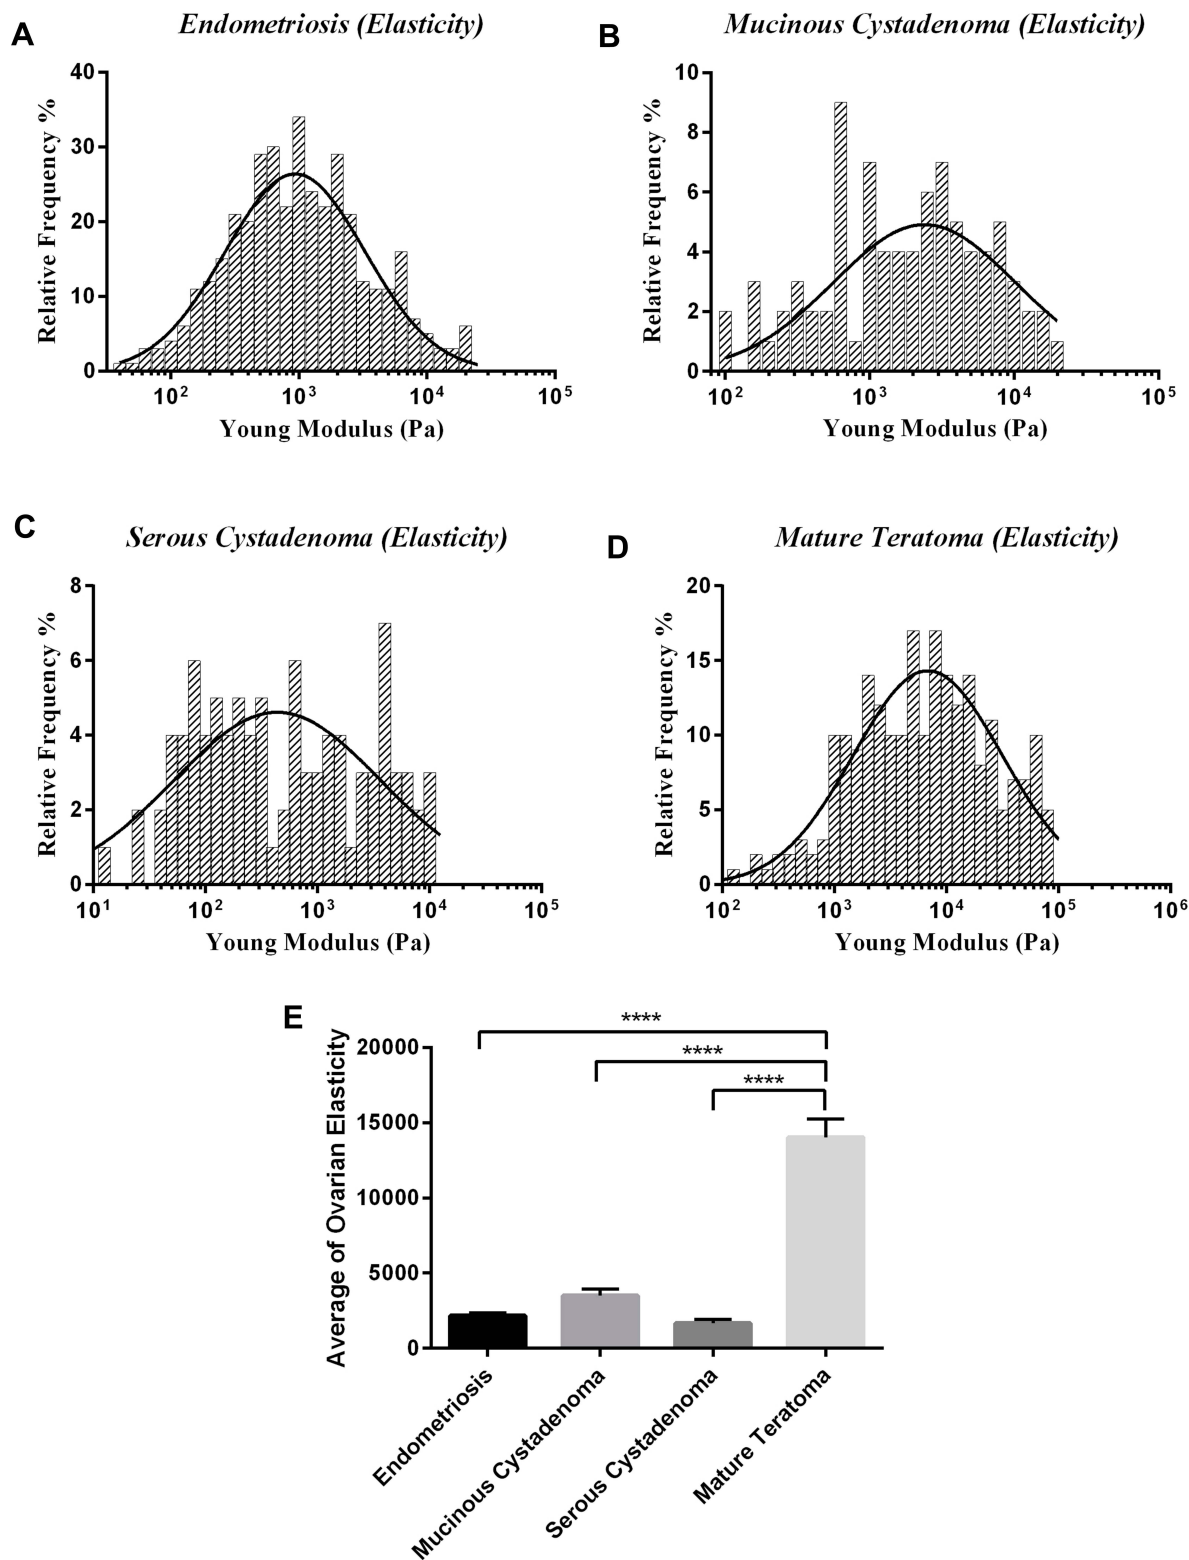 A
Endometriosis (Elasticity)
Relative Frequency %
40
30
20
10
0
10² 10³ 10⁴ 10⁵
Young Modulus (Pa)
B
Mucinous Cystadenoma (Elasticity)
Relative Frequency %
10
8
6
4
2
0
10² 10³ 10⁴ 10⁵
Young Modulus (Pa)
C
Serous Cystadenoma (Elasticity)
Relative Frequency %
8
6
4
2
0
10¹ 10² 10³ 10⁴ 10⁵
Young Modulus (Pa)
D
Mature Teratoma (Elasticity)
Relative Frequency %
20
15
10
5
0
10² 10³ 10⁴ 10⁵ 10⁶
Young Modulus (Pa)
E
Average of Ovarian Elasticity
20000
15000
10000
5000
0
****
****
****
Endometriosis
Mucinous Cystadenoma
Serous Cystadenoma
Mature Teratoma